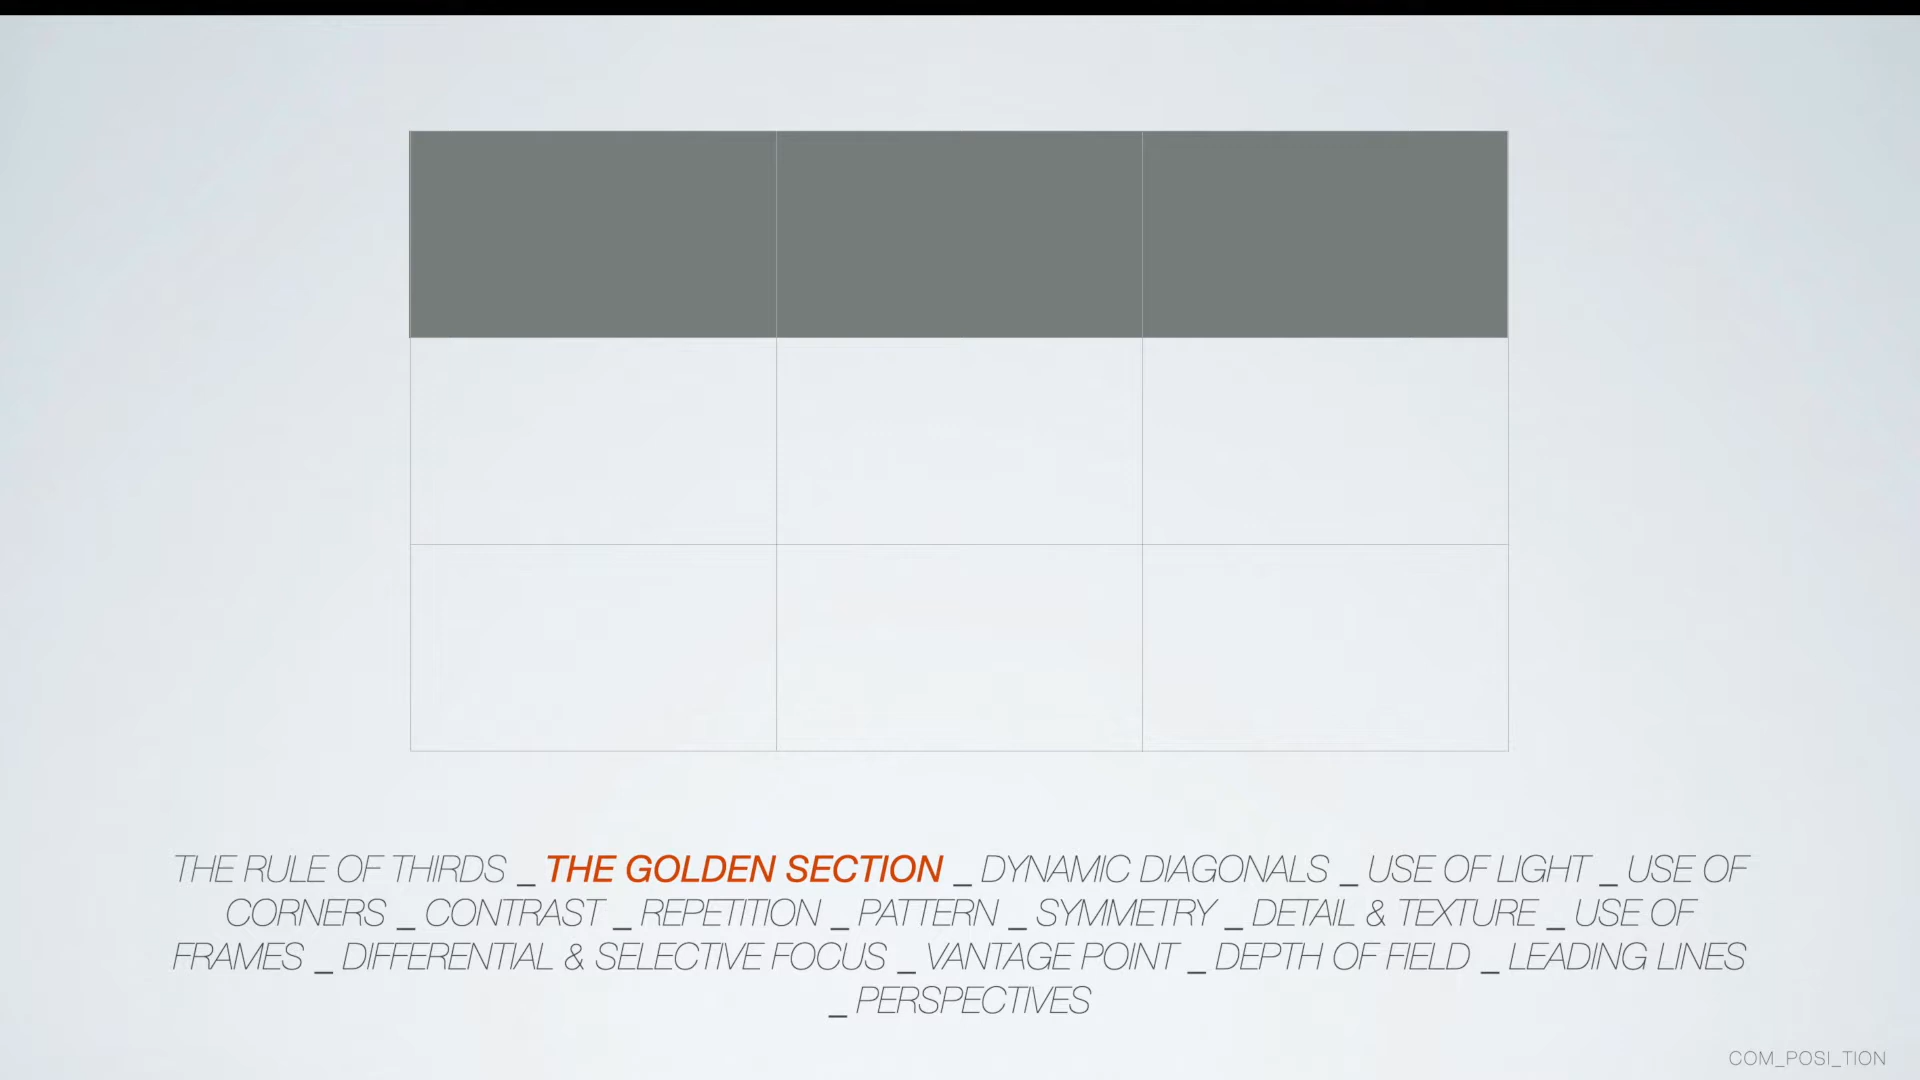 THE RULE OF THIRDS _ THE GOLDEN SECTION _ DYNAMIC DIAGONALS _ USE OF LIGHT _ USE OF
CORNERS _ CONTRAST _ REPETITION _ PATTERN _ SYMMETRY _ DETAIL & TEXTURE _ USE OF
FRAMES _ DIFFERENTIAL & SELECTIVE FOCUS _ VANTAGE POINT _ DEPTH OF FIELD _ LEADING LINES
_ PERSPECTIVES
COM_POSI_TION